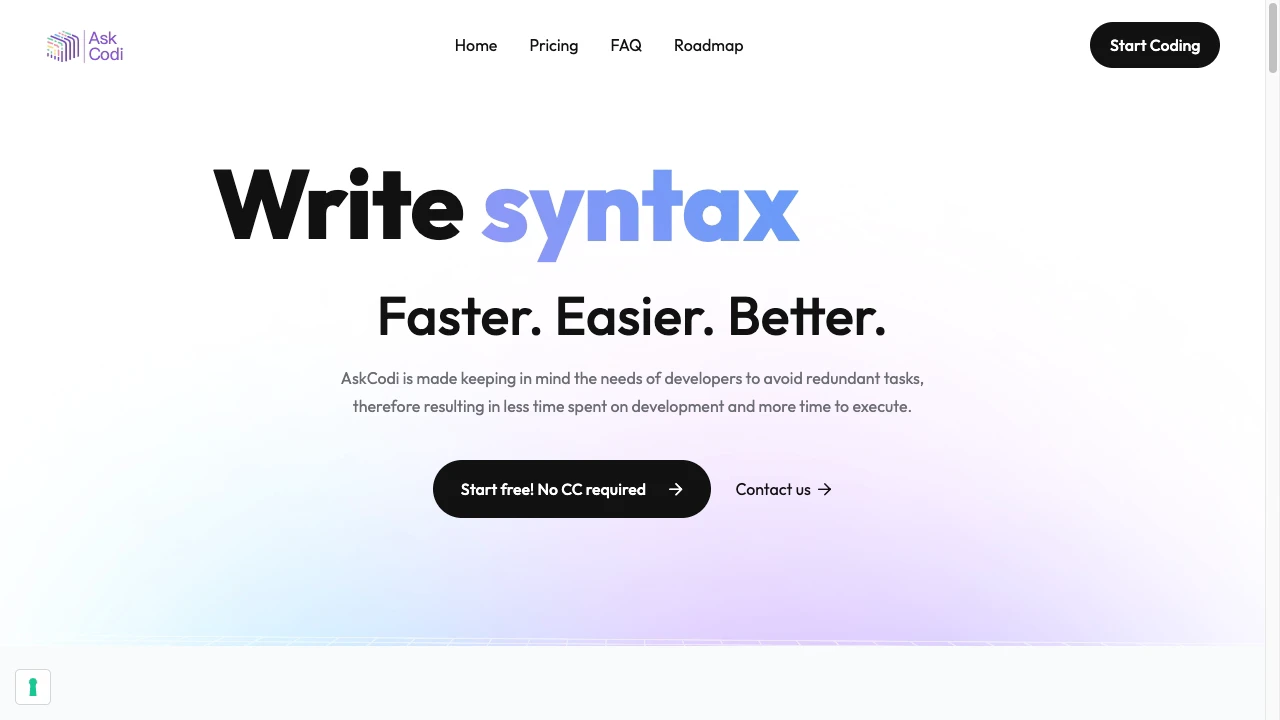 Ask
Codi
Home
Pricing
FAQ
Roadmap
Start Coding
Write syntax
Faster. Easier. Better.
AskCodi is made keeping in mind the needs of developers to avoid redundant tasks,
therefore resulting in less time spent on development and more time to execute.
Start free! No CC required →
Contact us →